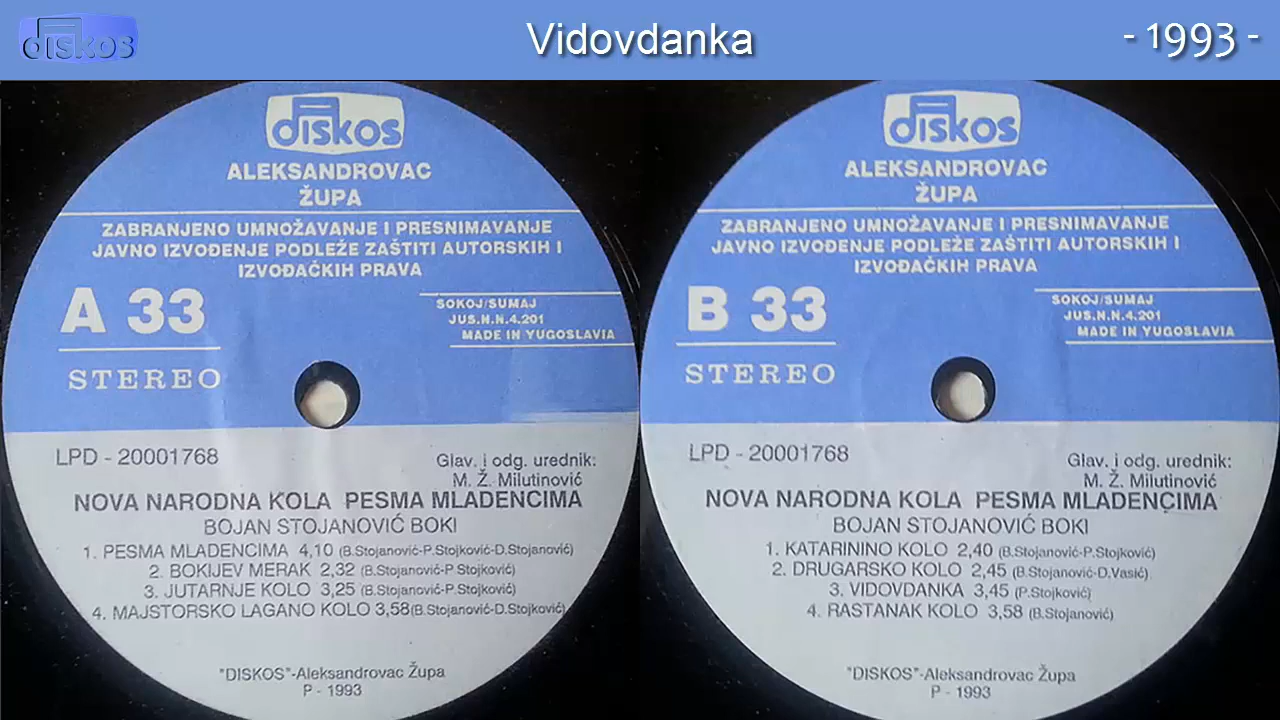 diskos
Vidovdanka
- 1993 -
diskos
ALEKSANDROVAC
ŽUPA
ZABRANJENO UMNOŽAVANJE I PRESNIMAVANJE
JAVNO IZVOĐENJE PODLEŽE ZAŠTITI AUTORSKIH I
IZVOĐAČKIH PRAVA
A 33
SOKOJ/SUMAJ
JUS.N.N.4.201
MADE IN YUGOSLAVIA
STEREO
LPD - 20001768
Glav. i odg. urednik:
M. Ž. Milutinović
NOVA NARODNA KOLA PESMA MLADENCIMA
BOJAN STOJANOVIĆ BOKI
1. PESMA MLADENCIMA 4,10 (B.Stojanović-P.Stojković-D.Stojanović)
2. BOKIJEV MERAK 2,32 (B.Stojanović-P.Stojković)
3. JUTARNJE KOLO 3,25 (B.Stojanović-P.Stojković)
4. MAJSTORSKO LAGANO KOLO 3,58 (B.Stojanović-D.Stojković)
"DISKOS"-Aleksandrovac Župa
P - 1993
diskos
ALEKSANDROVAC
ŽUPA
ZABRANJENO UMNOŽAVANJE I PRESNIMAVANJE
JAVNO IZVOĐENJE PODLEŽE ZAŠTITI AUTORSKIH I
IZVOĐAČKIH PRAVA
B 33
SOKOJ/SUMAJ
JUS.N.N.4.201
MADE IN YUGOSLAVIA
STEREO
LPD - 20001768
Glav. i odg. urednik:
M. Ž. Milutinović
NOVA NARODNA KOLA PESMA MLADENCIMA
BOJAN STOJANOVIĆ BOKI
1. KATARININO KOLO 2,40 (B.Stojanović-P.Stojković)
2. DRUGARSKO KOLO 2,45 (B.Stojanović-D.Vasić)
3. VIDOVDANKA 3,45 (P.Stojković)
4. RASTANAK KOLO 3,58 (B.Stojanović)
"DISKOS"-Aleksandrovac Župa
P - 1993